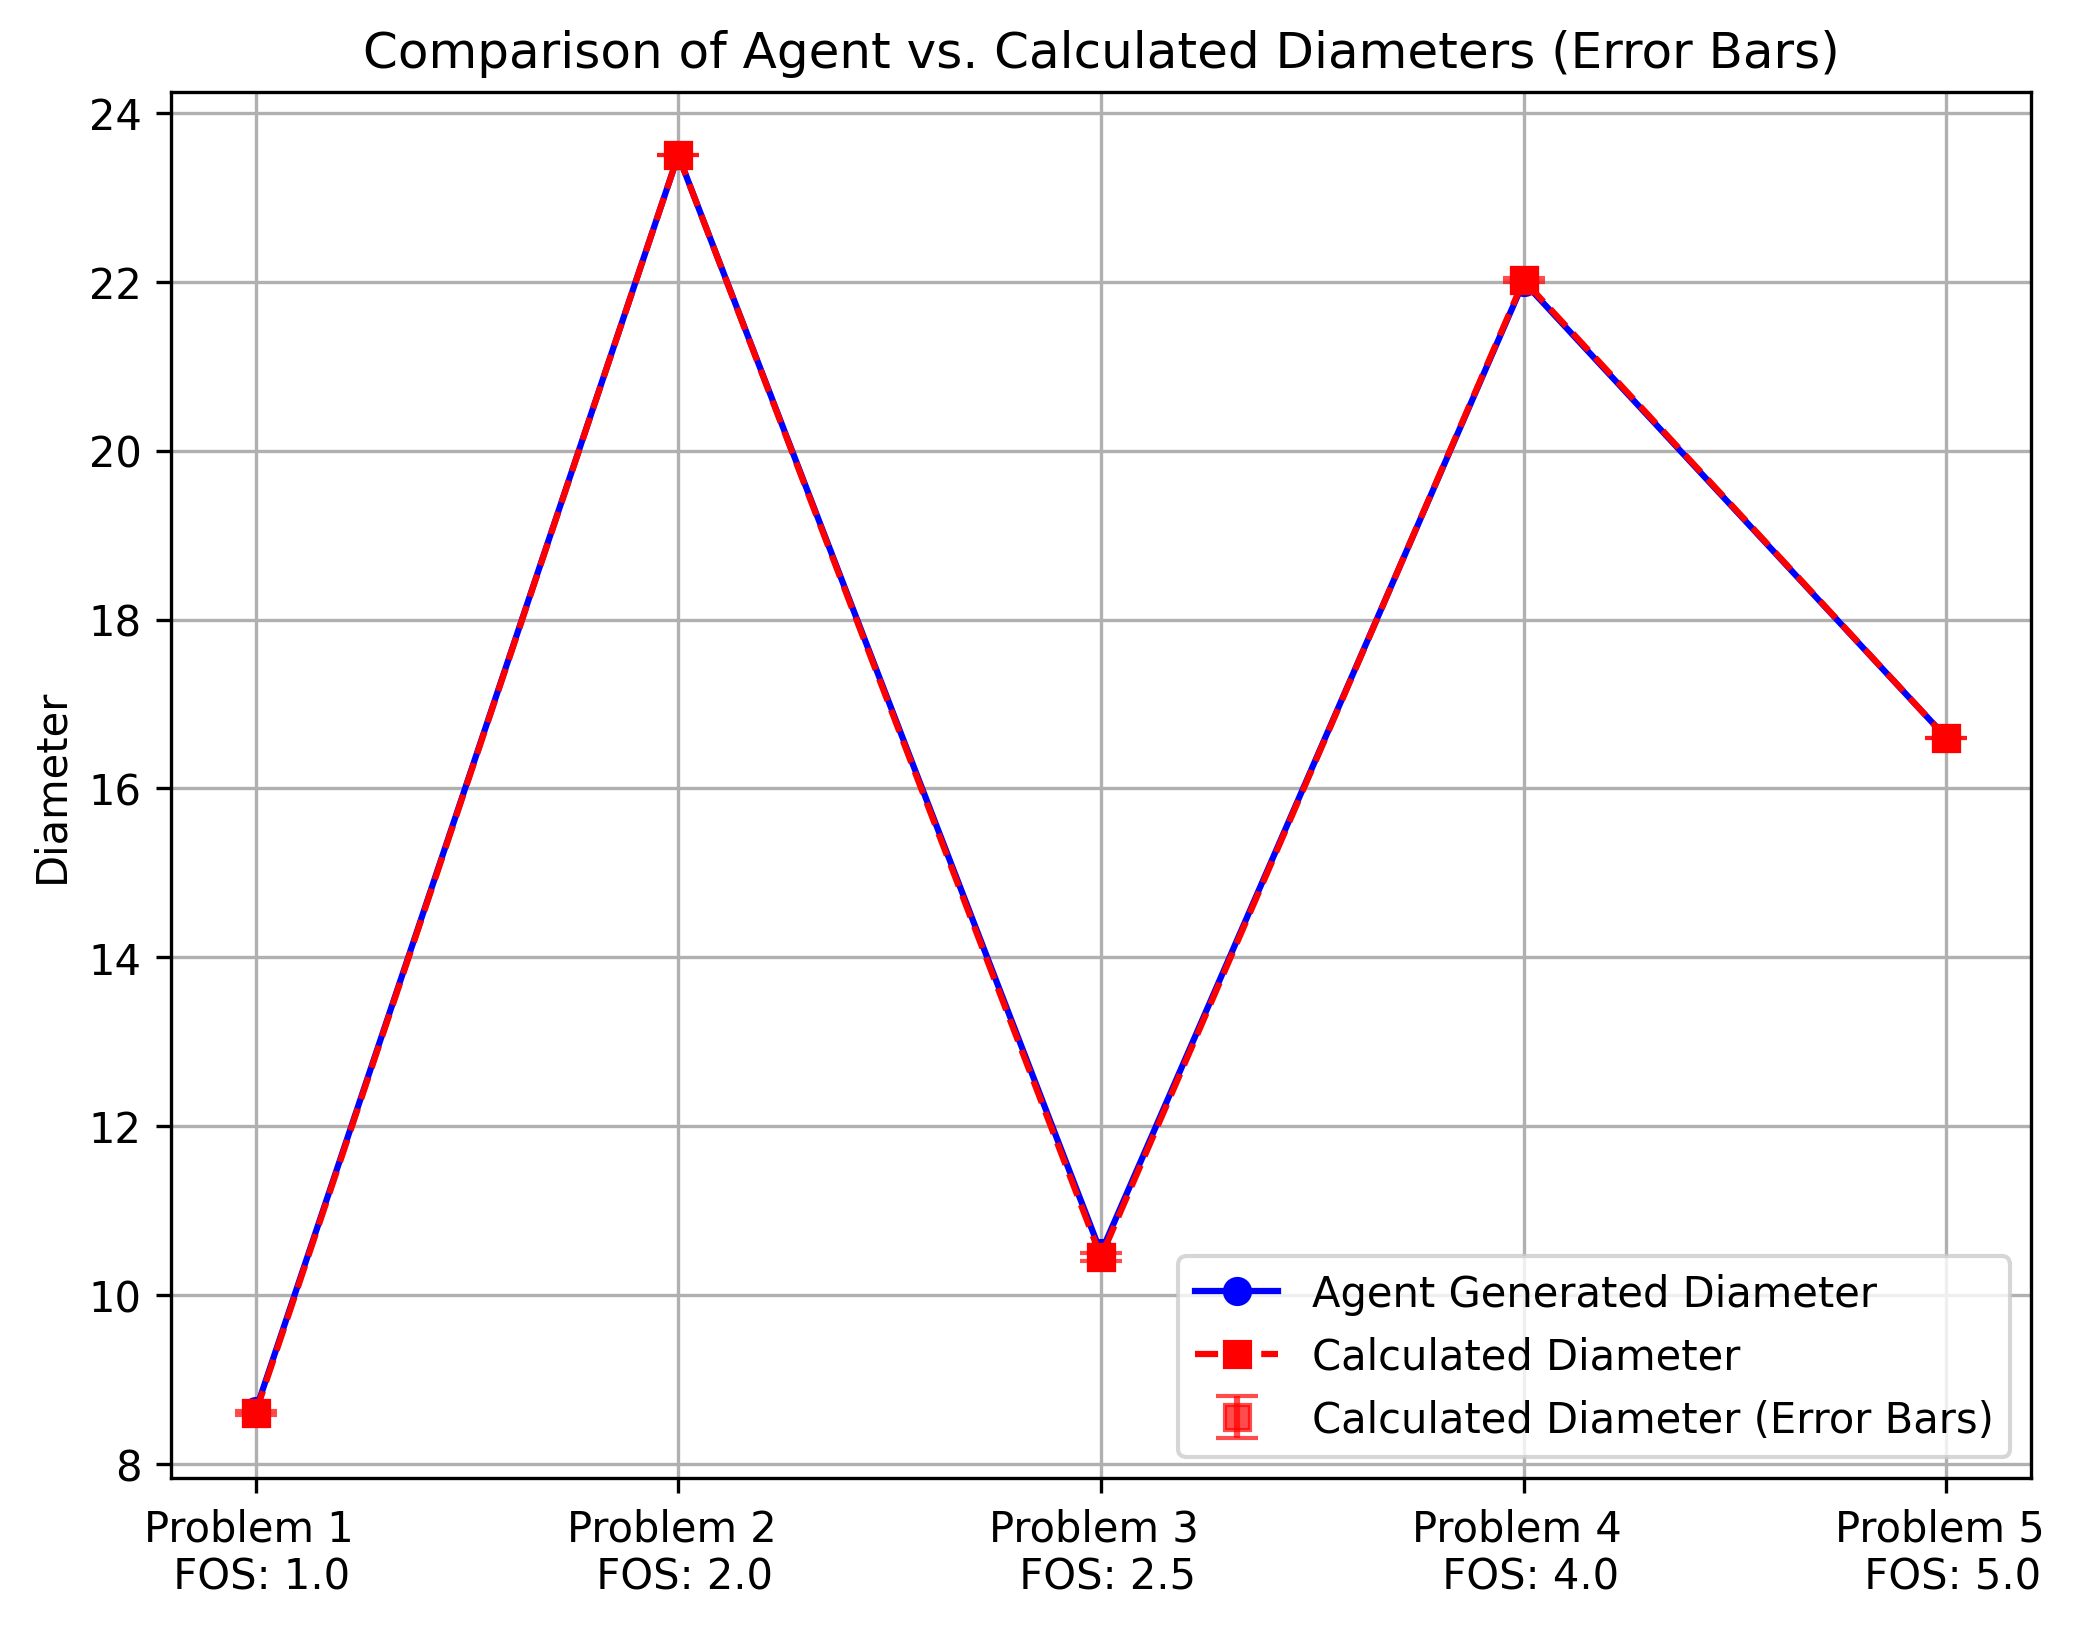 Comparison of Agent vs. Calculated Diameters (Error Bars)
Diameter
24
22
20
18
16
14
12
10
8
Agent Generated Diameter
Calculated Diameter
Calculated Diameter (Error Bars)
Problem 1 Problem 2 Problem 3 Problem 4 Problem 5
FOS: 1.0 FOS: 2.0 FOS: 2.5 FOS: 4.0 FOS: 5.0